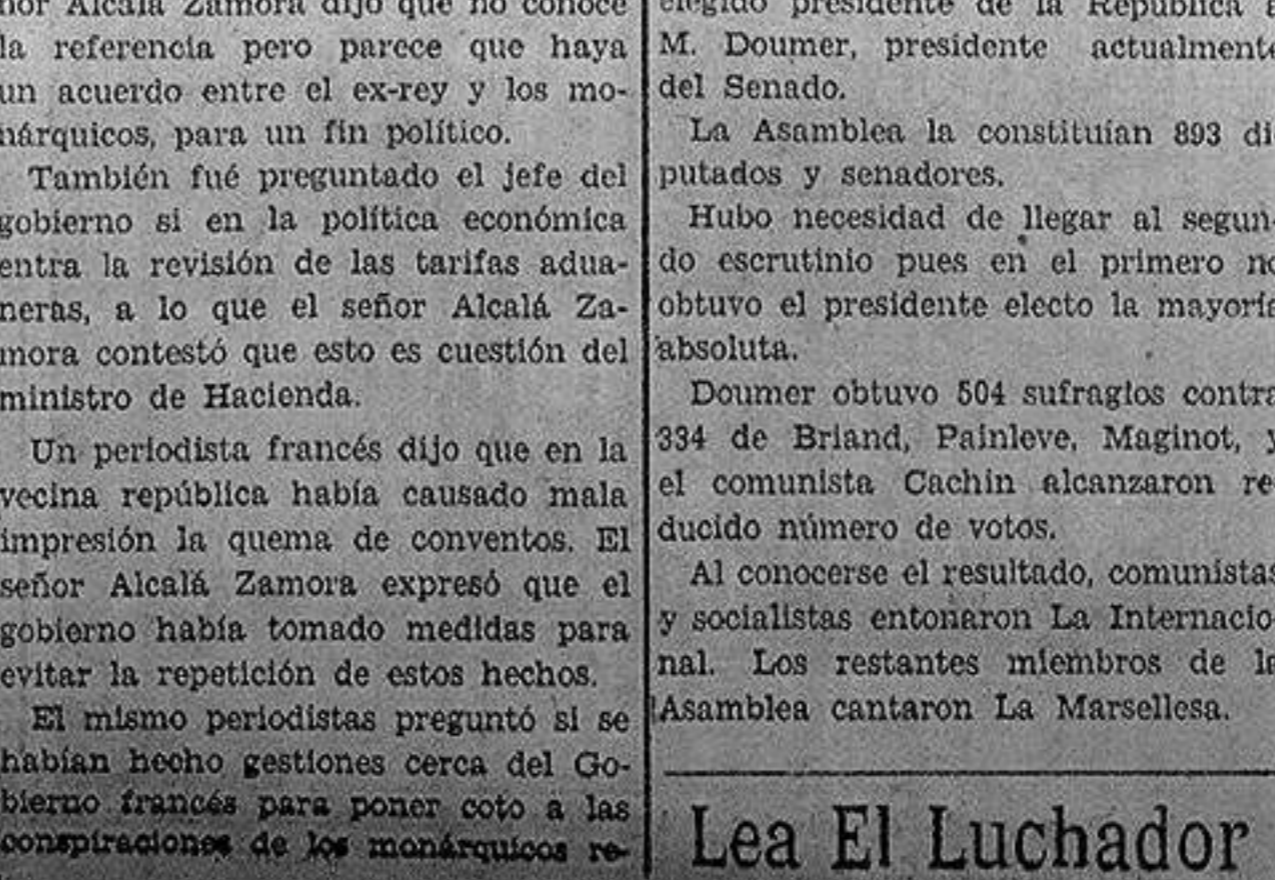 ñor Alcalá Zamora dijo que no conoce
la referencia pero parece que haya
un acuerdo entre el ex-rey y los mo-
nárquicos, para un fin político.
También fué preguntado el jefe del
gobierno si en la política económica
entra la revisión de las tarifas adua-
neras, a lo que el señor Alcalá Za-
mora contestó que esto es cuestión del
ministro de Hacienda.
Un periodista francés dijo que en la
vecina república había causado mala
impresión la quema de conventos. El
señor Alcalá Zamora expresó que el
gobierno había tomado medidas para
evitar la repetición de estos hechos.
El mismo periodistas preguntó si se
habían hecho gestiones cerca del Go-
bierno francés para poner coto a las
conspiraciones de los monárquicos re-
elegido presidente de la República a
M. Doumer, presidente actualmente
del Senado.
La Asamblea la constituían 893 di
putados y senadores.
Hubo necesidad de llegar al segun-
do escrutinio pues en el primero no
obtuvo el presidente electo la mayoría
absoluta.
Doumer obtuvo 504 sufragios contra
334 de Briand, Painleve, Maginot, y
el comunista Cachin alcanzaron re-
ducido número de votos.
Al conocerse el resultado, comunistas
y socialistas entonaron La Internacio-
nal. Los restantes miembros de la
Asamblea cantaron La Marsellesa.
Lea El Luchador